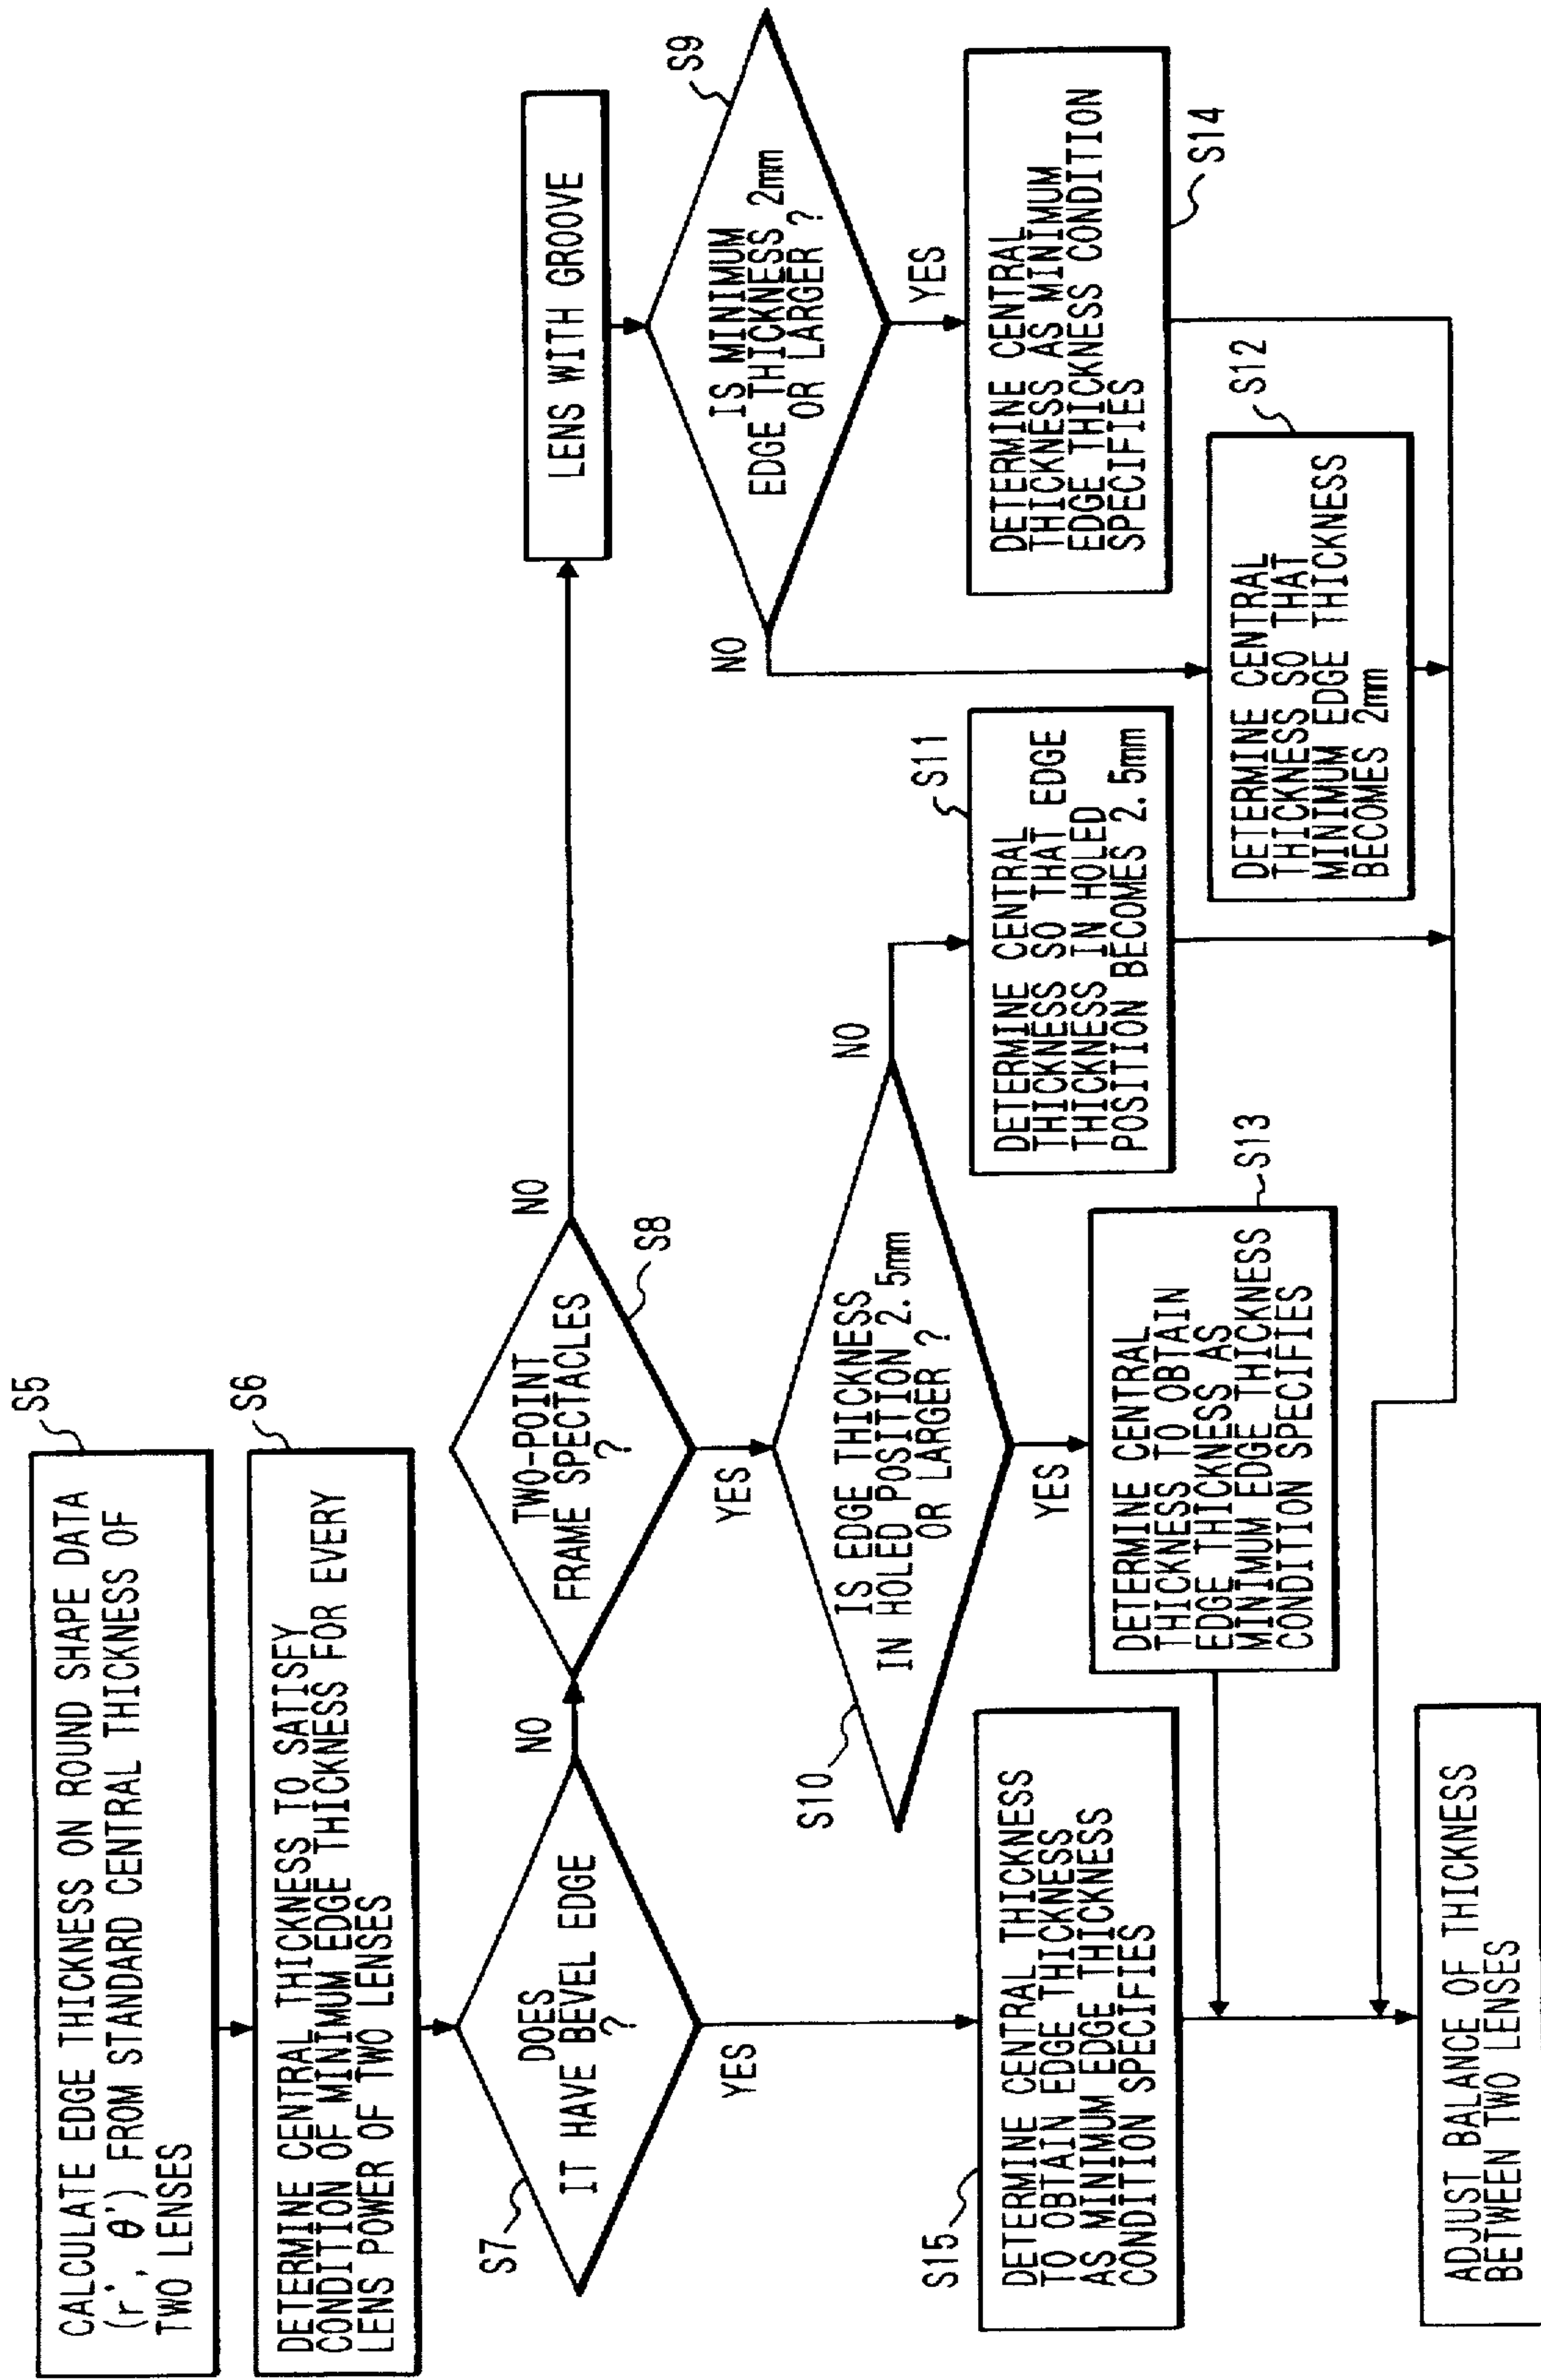 S5
CALCULATE EDGE THICKNESS ON ROUND SHAPE DATA
(r', θ') FROM STANDARD CENTRAL THICKNESS OF
TWO LENSES
S6
DETERMINE CENTRAL THICKNESS TO SATISFY
CONDITION OF MINIMUM EDGE THICKNESS FOR EVERY
LENS POWER OF TWO LENSES
S7
DOES
IT HAVE BEVEL EDGE
?
NO
YES
TWO-POINT
FRAME SPECTACLES
?
S8
NO
YES
LENS WITH GROOVE
S9
IS MINIMUM
EDGE THICKNESS 2mm
OR LARGER ?
NO
YES
S10
IS EDGE THICKNESS
IN HOLED POSITION 2.5mm
OR LARGER ?
NO
YES
S15
DETERMINE CENTRAL THICKNESS
TO OBTAIN EDGE THICKNESS
AS MINIMUM EDGE THICKNESS
CONDITION SPECIFIES
S13
DETERMINE CENTRAL
THICKNESS TO OBTAIN
EDGE THICKNESS AS
MINIMUM EDGE THICKNESS
CONDITION SPECIFIES
S11
DETERMINE CENTRAL
THICKNESS SO THAT EDGE
THICKNESS IN HOLED
POSITION BECOMES 2.5mm
S12
DETERMINE CENTRAL
THICKNESS SO THAT
MINIMUM EDGE THICKNESS
BECOMES 2mm
S14
DETERMINE CENTRAL
THICKNESS AS MINIMUM
EDGE THICKNESS CONDITION
SPECIFIES
ADJUST BALANCE OF THICKNESS
BETWEEN TWO LENSES